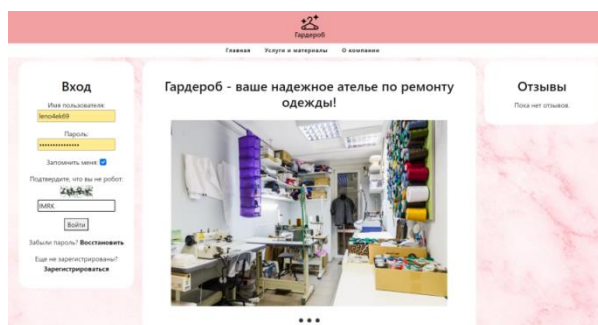 Гардероб
Главная Услуги и материалы О компании
Вход
Имя пользователя:
leno4ek69
Пароль:
Запомнить меня:
Подтвердите, что вы не робот:
IMRK
Войти
Забыли пароль? Восстановить
Еще не зарегистрированы?
Зарегистрироваться
Гардероб - ваше надежное ателье по ремонту
одежды!
Отзывы
Пока нет отзывов.